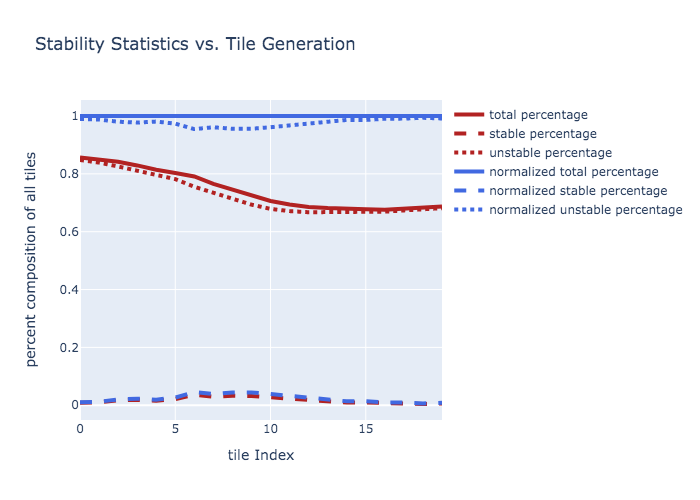 Stability Statistics vs. Tile Generation
percent composition of all tiles
1
0.8
0.6
0.4
0.2
0
0
5
10
15
tile Index
total percentage
stable percentage
unstable percentage
normalized total percentage
normalized stable percentage
normalized unstable percentage